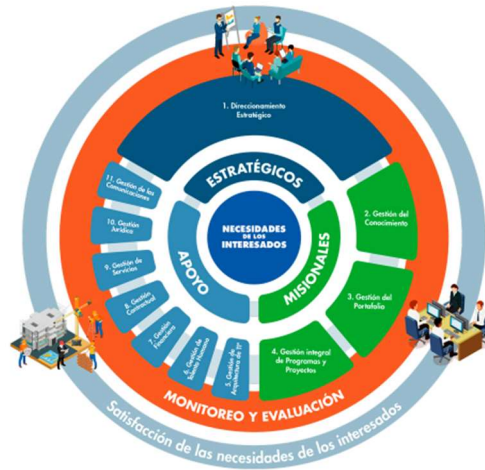 1. Direccionamiento
Estratégico
ESTRATÉGICOS
NECESIDADES
DE LOS
INTERESADOS
MISIONALES
APOYO
2. Gestión del
Conocimiento
3. Gestión del
Portafolio
4. Gestión integral
de Programas y
Proyectos
5. Gestión de
Arquitectura de TI
6. Gestión de
Talento Humano
7. Gestión
Financiera
8. Gestión
Contractual
9. Gestión de
Servicios
10. Gestión
Jurídica
11. Gestión de las
Comunicaciones
MONITOREO Y EVALUACIÓN
Satisfacción de las necesidades de los interesados